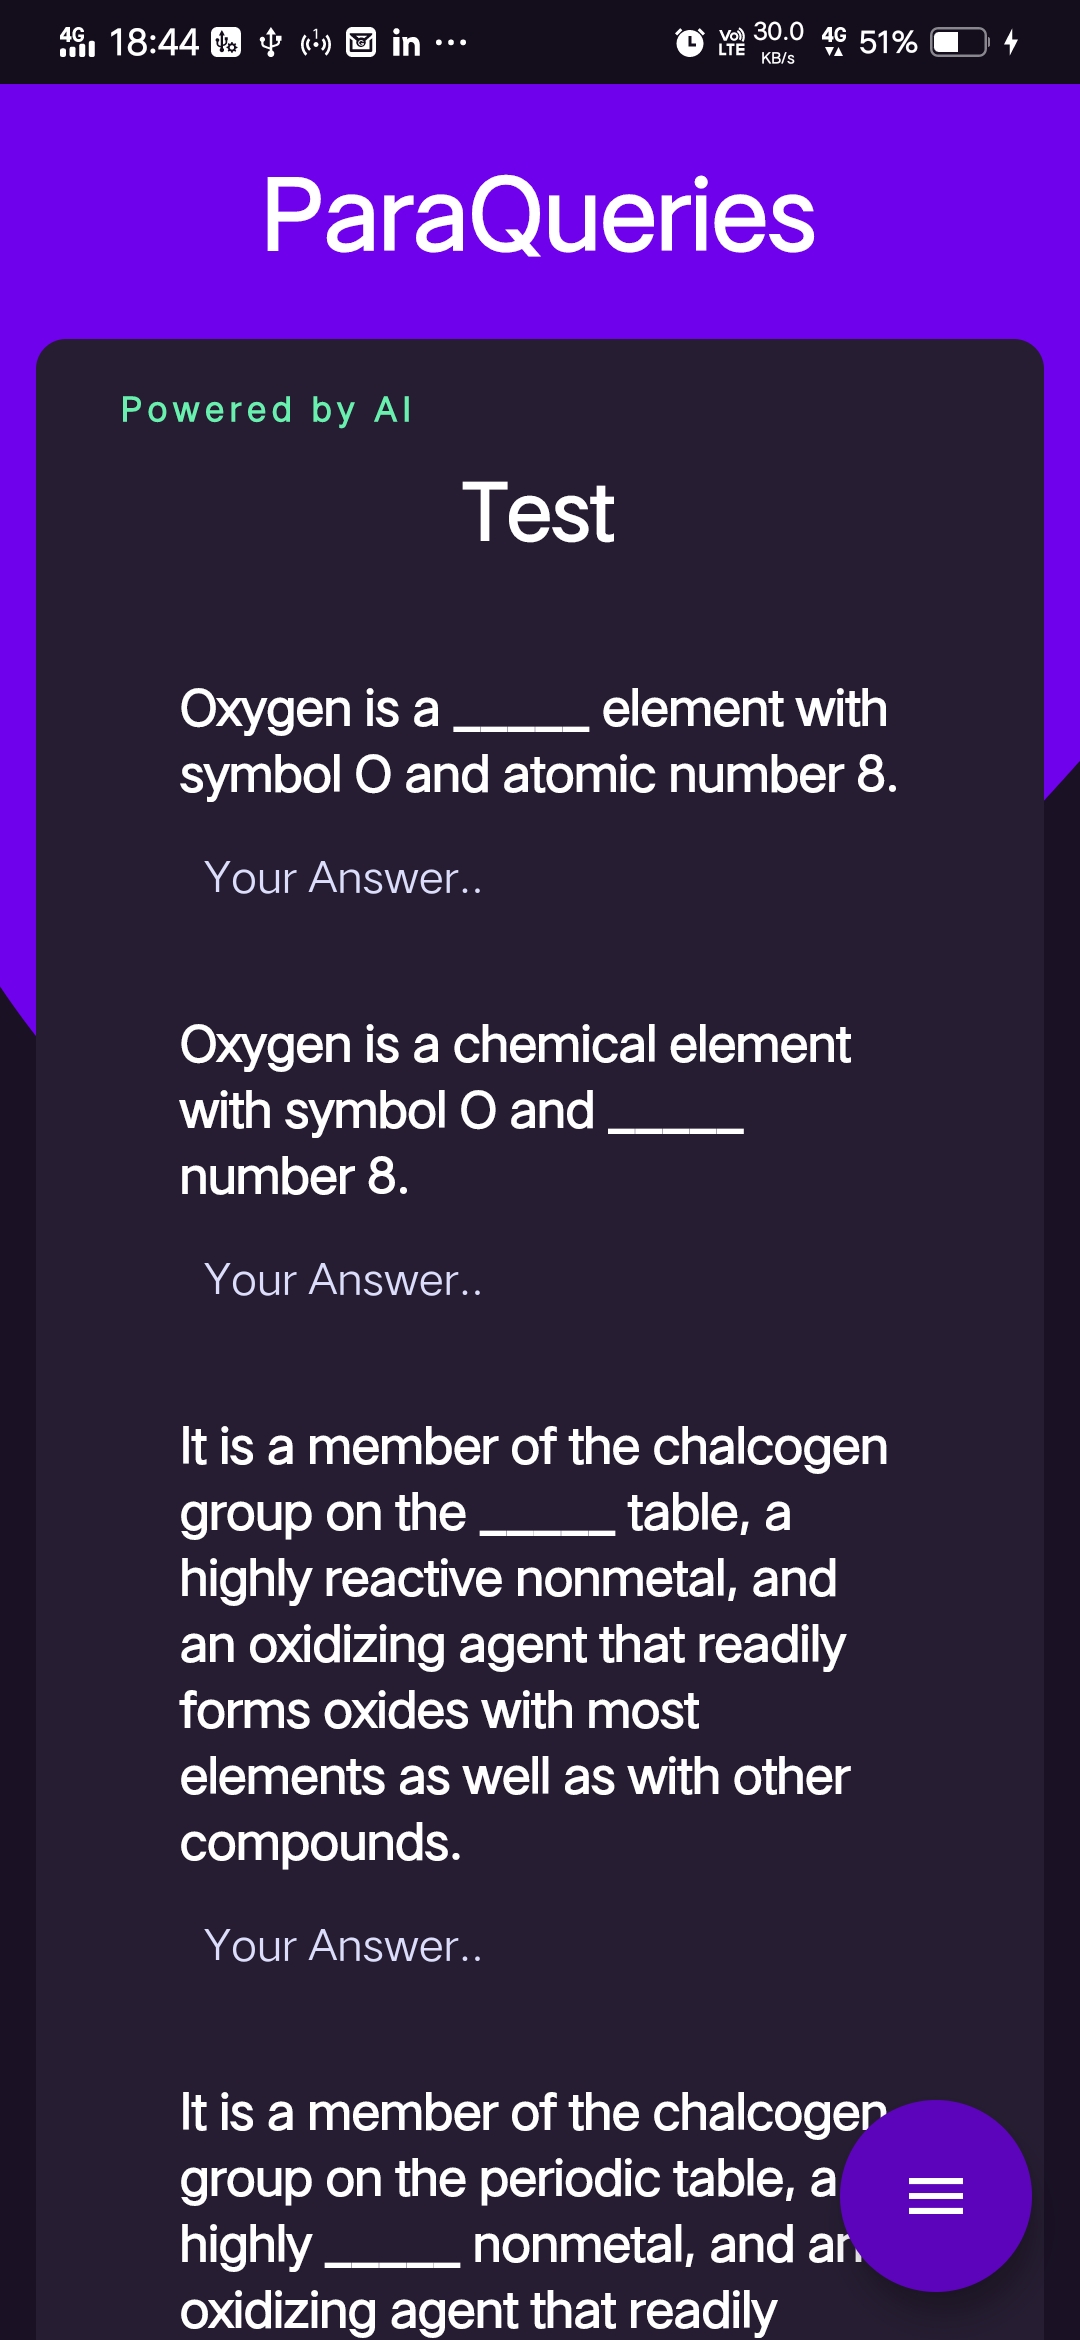 4G 18:44 1 in ... Vo)) LTE 30.0 KB/s 4G 51%
ParaQueries
Powered by AI
Test
Oxygen is a _____ element with
symbol O and atomic number 8.
Your Answer..
Oxygen is a chemical element
with symbol O and _____
number 8.
Your Answer..
It is a member of the chalcogen
group on the _____ table, a
highly reactive nonmetal, and
an oxidizing agent that readily
forms oxides with most
elements as well as with other
compounds.
Your Answer..
It is a member of the chalcogen
group on the periodic table, a
highly _____ nonmetal, and an
oxidizing agent that readily